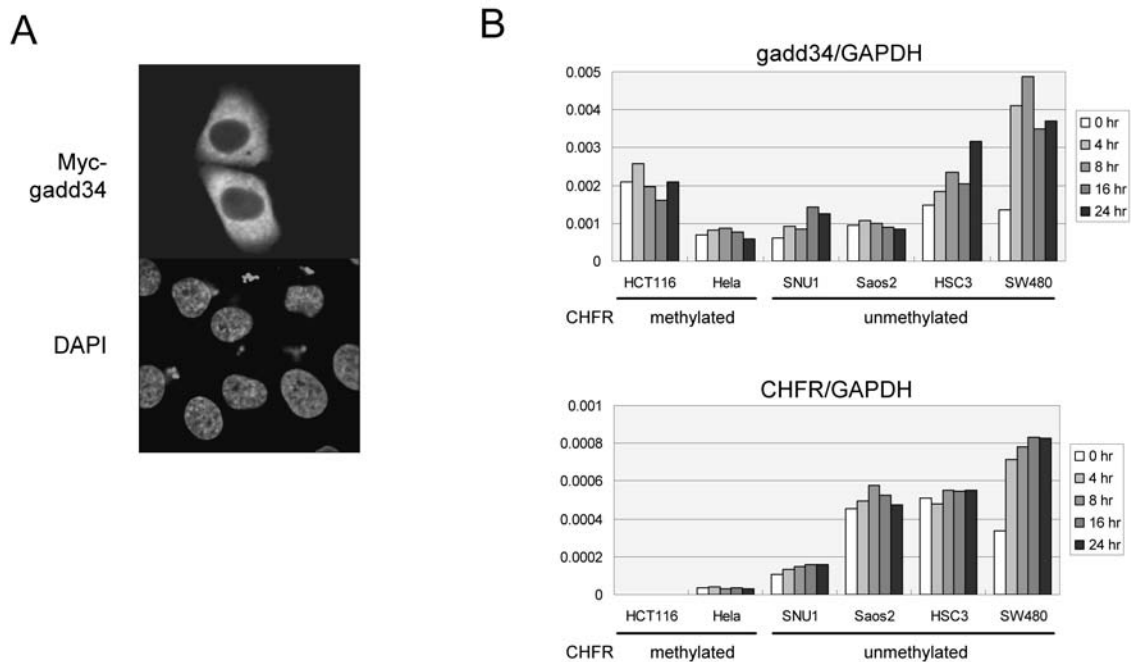 A
Myc-
gadd34
DAPI
B
gadd34/GAPDH
0.005
0.004
0.003
0.002
0.001
0
HCT116 Hela SNU1 Saos2 HSC3 SW480
CHFR methylated unmethylated
0 hr
4 hr
8 hr
16 hr
24 hr
CHFR/GAPDH
0.001
0.0008
0.0006
0.0004
0.0002
0
HCT116 Hela SNU1 Saos2 HSC3 SW480
CHFR methylated unmethylated
0 hr
4 hr
8 hr
16 hr
24 hr